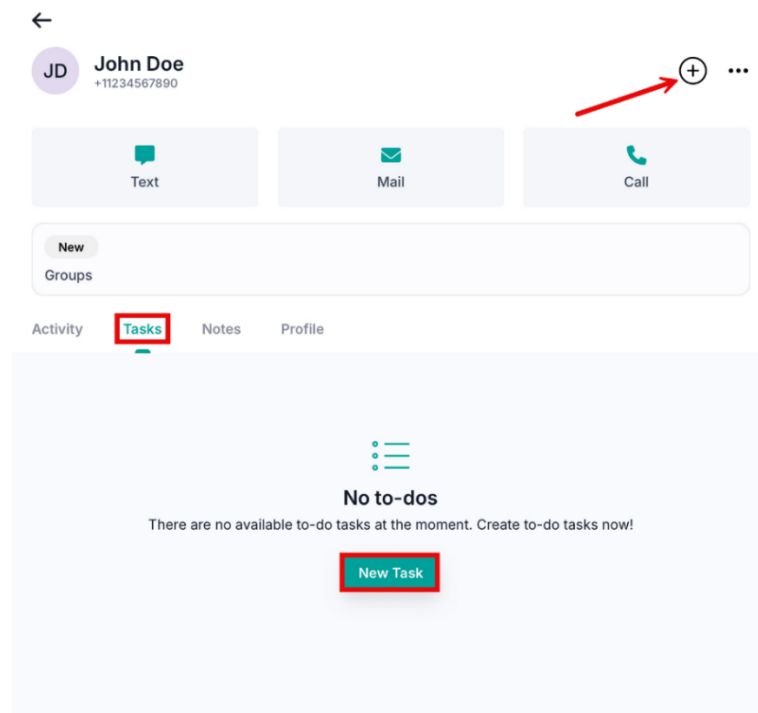 JD
John Doe
+11234567890
Text
Mail
Call
New
Groups
Activity Tasks Notes Profile
No to-dos
There are no available to-do tasks at the moment. Create to-do tasks now!
New Task